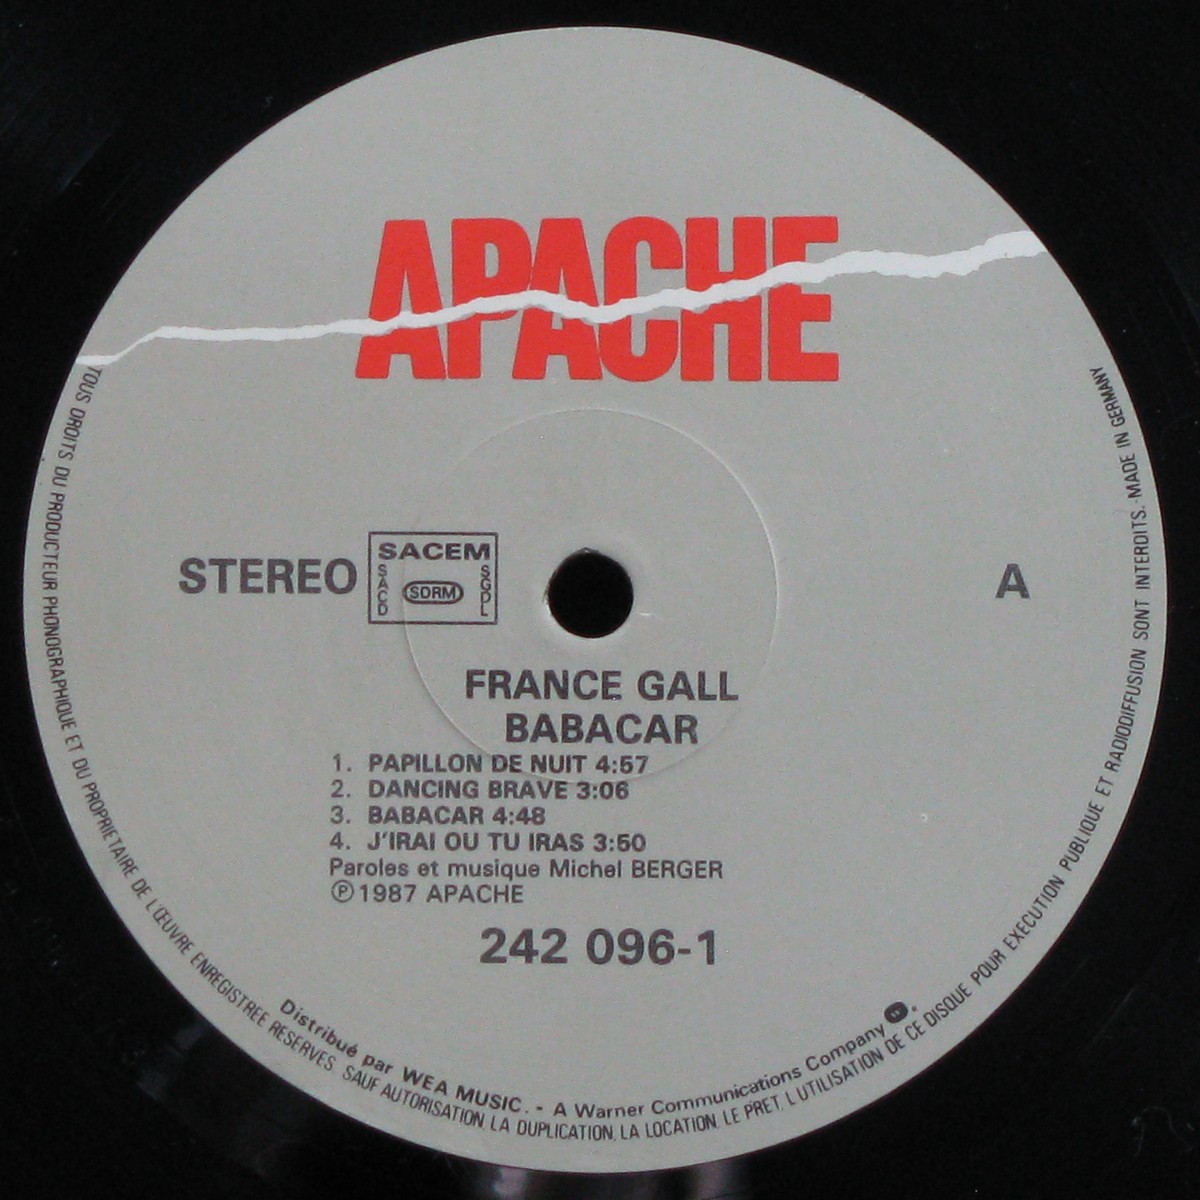 APACHE
STEREO
SACEM
SACD
SDRM
SGDL
A
FRANCE GALL
BABACAR
1. PAPILLON DE NUIT 4:57
2. DANCING BRAVE 3:06
3. BABACAR 4:48
4. J'IRAI OU TU IRAS 3:50
Paroles et musique Michel BERGER
℗1987 APACHE
242 096-1
Distribué par WEA MUSIC. - A Warner Communications Company
TOUS DROITS DU PRODUCTEUR PHONOGRAPHIQUE ET DU PROPRIETAIRE DE L'ŒUVRE ENREGISTREE RESERVES. SAUF AUTORISATION, LA DUPLICATION, LA LOCATION, LE PRET, L'UTILISATION DE CE DISQUE POUR EXECUTION PUBLIQUE ET RADIODIFFUSION SONT INTERDITS. MADE IN GERMANY